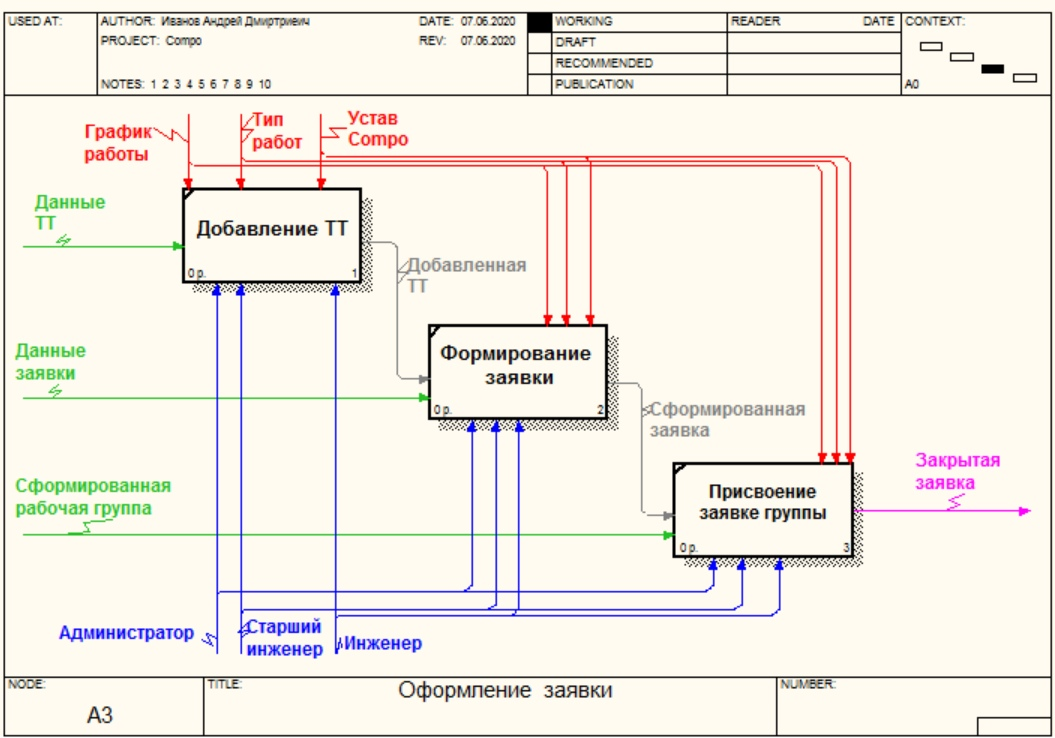 USED AT:
AUTHOR: Иванов Андрей Дмиртриеич
DATE: 07.06.2020
WORKING
READER
DATE
CONTEXT:
PROJECT: Compo
REV: 07.06.2020
DRAFT
RECOMMENDED
NOTES: 1 2 3 4 5 6 7 8 9 10
PUBLICATION
A0
График
работы
Тип
работ
Устав
Compo
Данные
ТТ
Добавление ТТ
0 р.
1
Добавленная
ТТ
Данные
заявки
Формирование
заявки
0 р.
2
Сформированная
заявка
Сформированная
рабочая группа
Присвоение
заявке группы
0 р.
3
Закрытая
заявка
Администратор
Старший
инженер
Инженер
NODE:
TITLE:
NUMBER:
A3
Оформление заявки